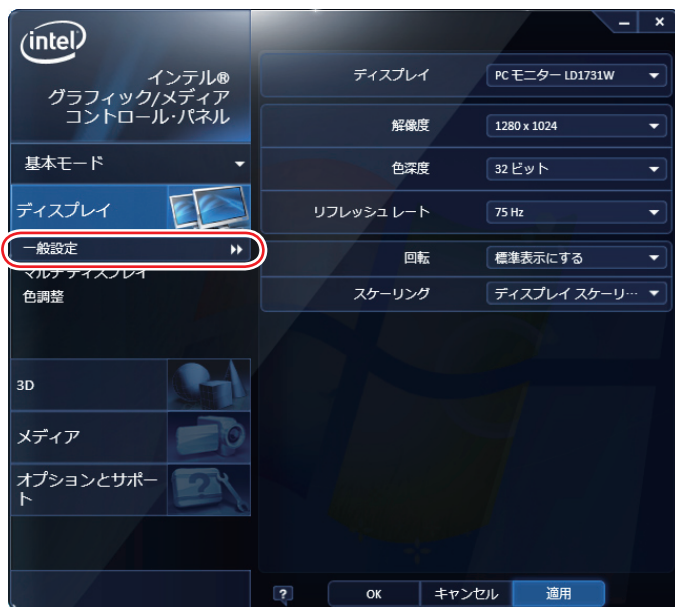 intel
インテル®
グラフィック/メディア
コントロール・パネル
基本モード
ディスプレイ
一般設定
マルチディスプレイ
色調整
3D
メディア
オプションとサポー
ト
ディスプレイ PC モニター LD1731W
解像度 1280 x 1024
色深度 32 ビット
リフレッシュ レート 75 Hz
回転 標準表示にする
スケーリング ディスプレイ スケーリ…
? OK キャンセル 適用